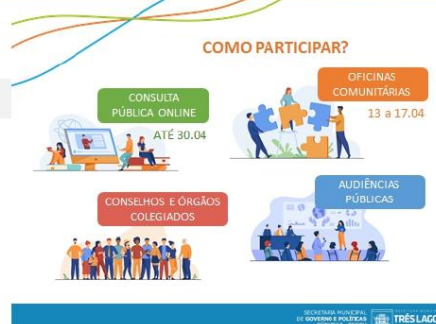 COMO PARTICIPAR?
CONSULTA
PÚBLICA ONLINE
ATÉ 30.04
OFICINAS
COMUNITÁRIAS
13 a 17.04
CONSELHOS E ÓRGÃOS
COLEGIADOS
AUDIÊNCIAS
PÚBLICAS
SECRETARIA MUNICIPAL
DE GOVERNO E POLÍTICAS
TRÊS LAGO